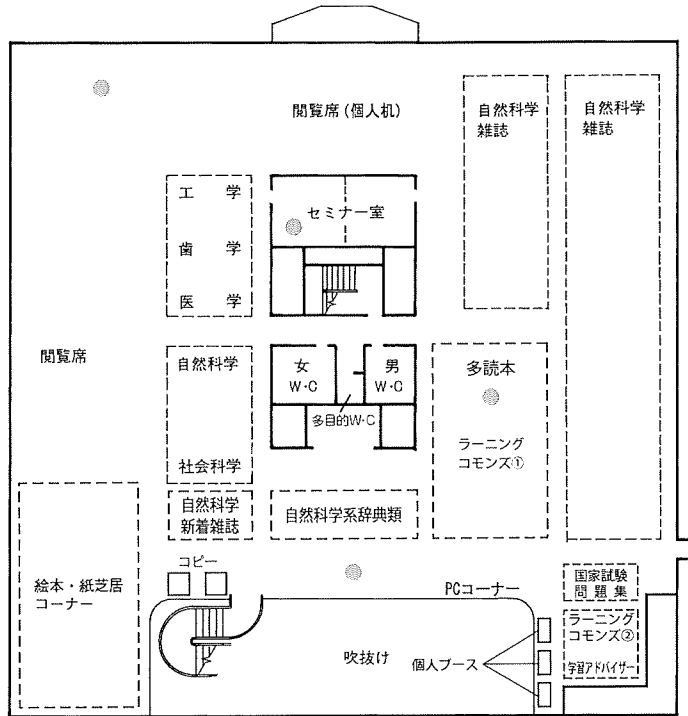 閲覧席(個人机)
自然科学
雑誌
自然科学
雑誌
工学
セミナー室
歯学
医学
閲覧席
自然科学
女
W・C
男
W・C
多読本
多目的W・C
ラーニング
コモンズ①
社会科学
自然科学
新着雑誌
自然科学系辞典類
コピー
絵本・紙芝居
コーナー
PCコーナー
国家試験
問題集
ラーニング
コモンズ②
吹抜け
個人ブース
学習アドバイザー